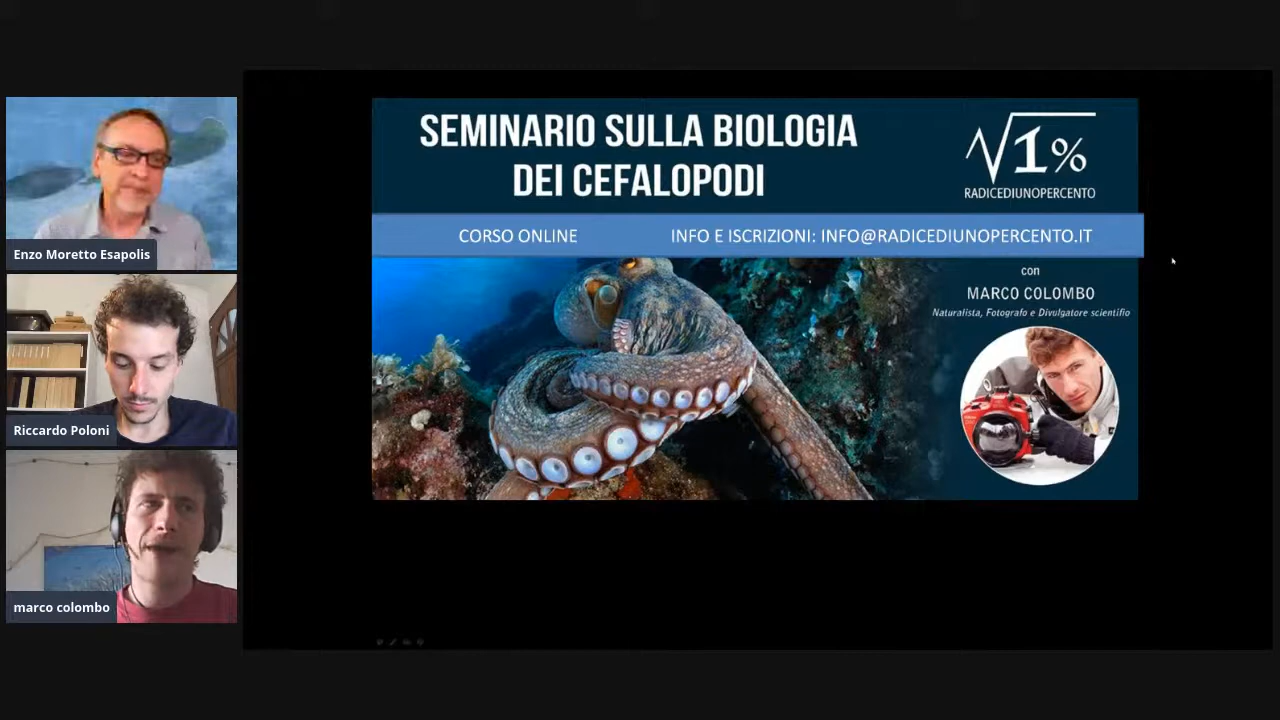 Enzo Moretto Esapolis
Riccardo Poloni
marco colombo
SEMINARIO SULLA BIOLOGIA
DEI CEFALOPODI
√1%
RADICEDIUNOPERCENTO
CORSO ONLINE
INFO E ISCRIZIONI: INFO@RADICEDIUNOPERCENTO.IT
con
MARCO COLOMBO
Naturalista, Fotografo e Divulgatore scientifio